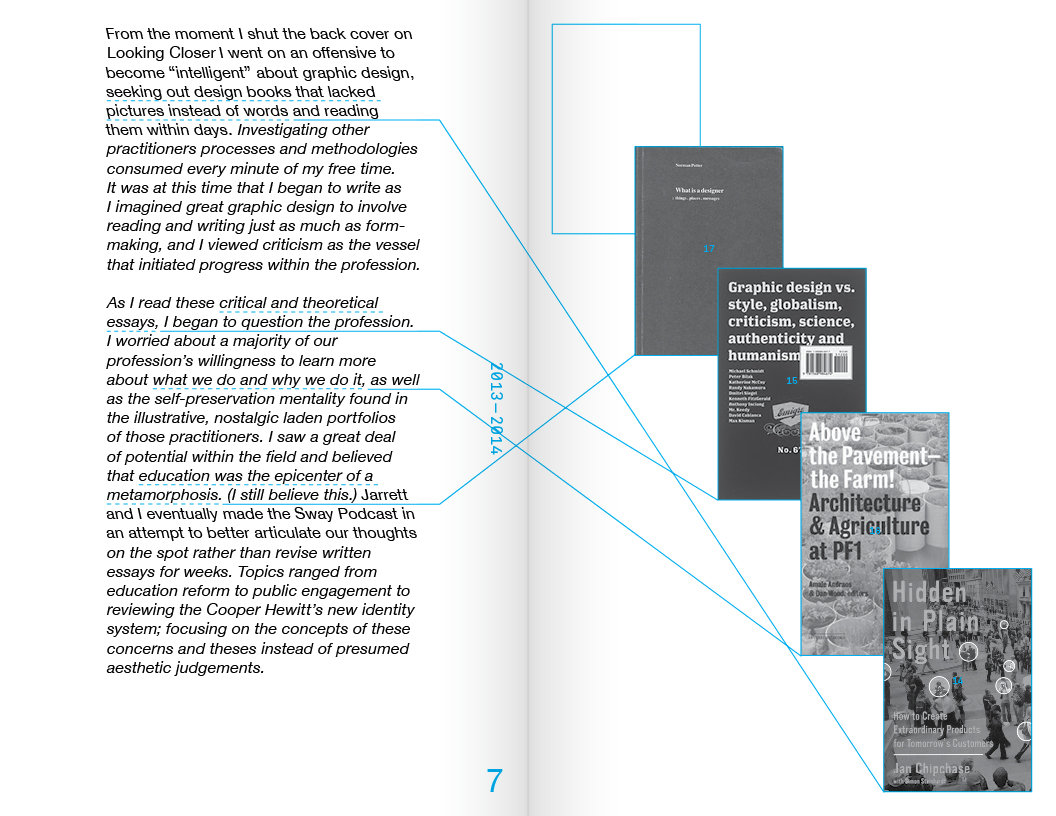 From the moment I shut the back cover on
Looking Closer I went on an offensive to
become “intelligent” about graphic design,
seeking out design books that lacked
pictures instead of words and reading
them within days. Investigating other
practitioners processes and methodologies
consumed every minute of my free time.
It was at this time that I began to write as
I imagined great graphic design to involve
reading and writing just as much as form-
making, and I viewed criticism as the vessel
that initiated progress within the profession.
As I read these critical and theoretical
essays, I began to question the profession.
I worried about a majority of our
profession’s willingness to learn more
about what we do and why we do it, as well
as the self-preservation mentality found in
the illustrative, nostalgic laden portfolios
of those practitioners. I saw a great deal
of potential within the field and believed
that education was the epicenter of a
metamorphosis. (I still believe this.) Jarrett
and I eventually made the Sway Podcast in
an attempt to better articulate our thoughts
on the spot rather than revise written
essays for weeks. Topics ranged from
education reform to public engagement to
reviewing the Cooper Hewitt’s new identity
system; focusing on the concepts of these
concerns and theses instead of presumed
aesthetic judgements.
2013–2014
7
Norman Potter
What is a designer
: things, places, messages
17
Graphic design vs.
style, globalism,
criticism, science,
authenticity and
humanism
Michael Schmidt
Peter Bilak
Katherine McCoy
Randy Nakamura
Dmitri Siegel
Kenneth FitzGerald
Anthony Inciong
Mr. Keedy
David Cabianca
Max Kisman
15
Emigre
No. 67
Above
the Pavement—
the Farm!
Architecture
& Agriculture
at PF1
Amale Andraos
& Dan Wood, editors
Hidden
in Plain
Sight
How to Create
Extraordinary Products
for Tomorrow's Customers
Jan Chipchase
with Simon Steinhardt